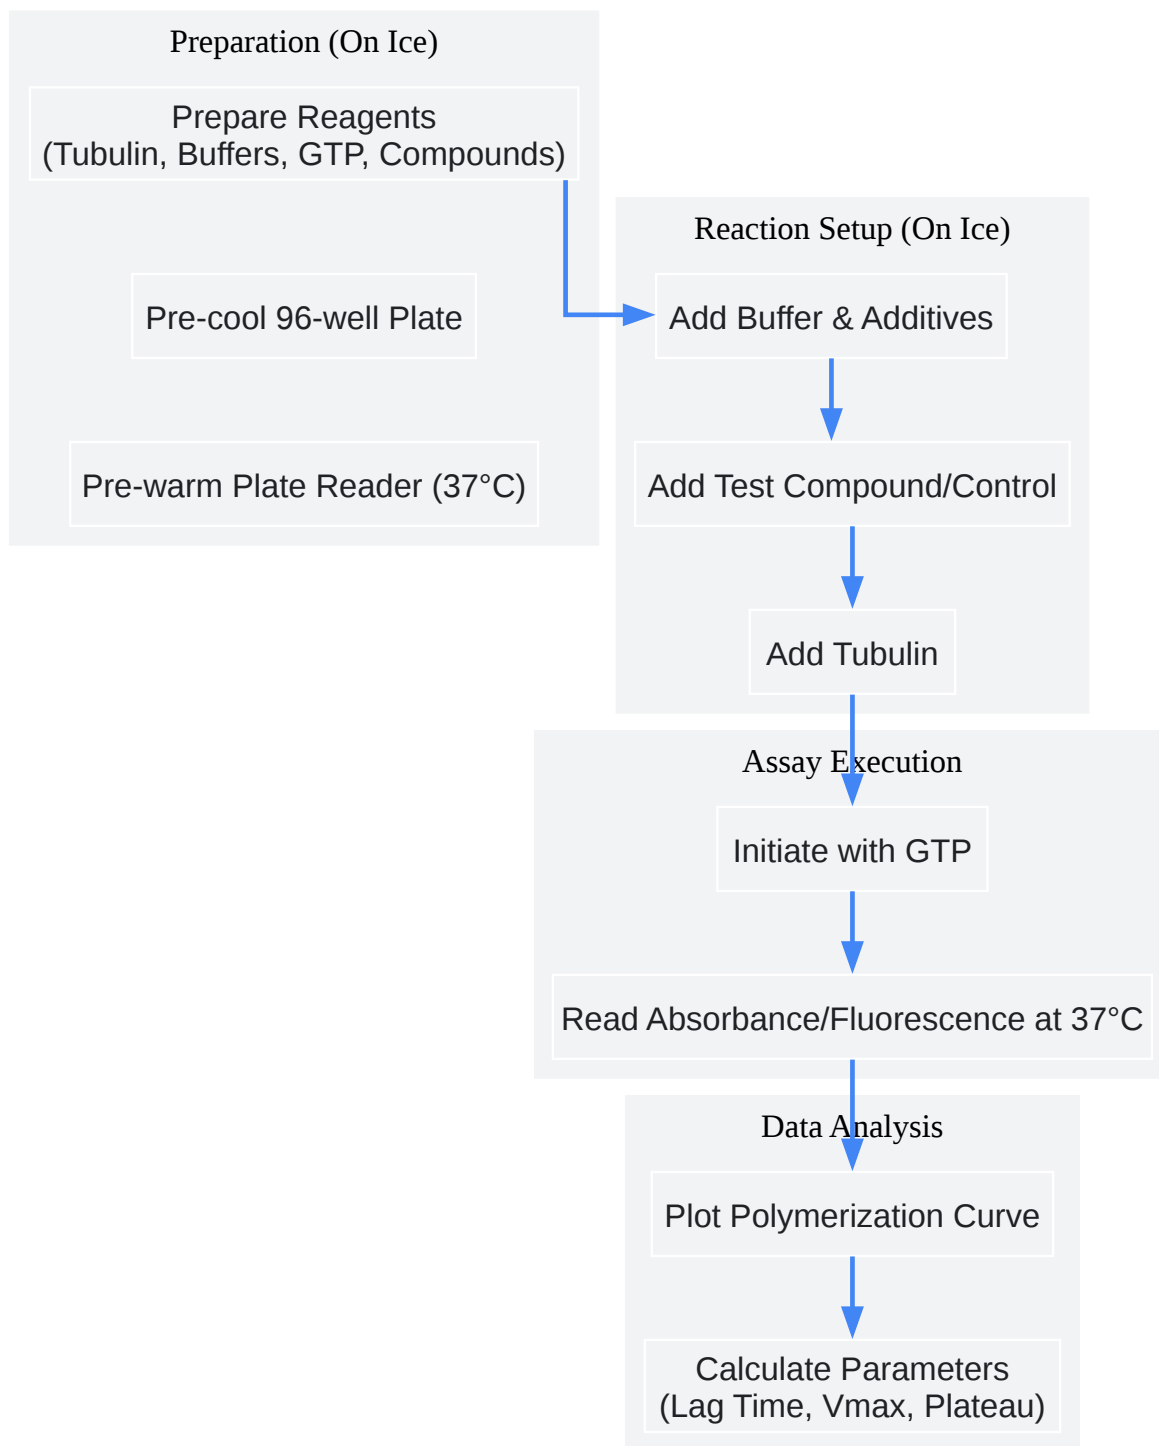 Preparation (On Ice)
Prepare Reagents
(Tubulin, Buffers, GTP, Compounds)
Pre-cool 96-well Plate
Pre-warm Plate Reader (37°C)
Reaction Setup (On Ice)
Add Buffer & Additives
Add Test Compound/Control
Add Tubulin
Assay Execution
Initiate with GTP
Read Absorbance/Fluorescence at 37°C
Data Analysis
Plot Polymerization Curve
Calculate Parameters
(Lag Time, Vmax, Plateau)